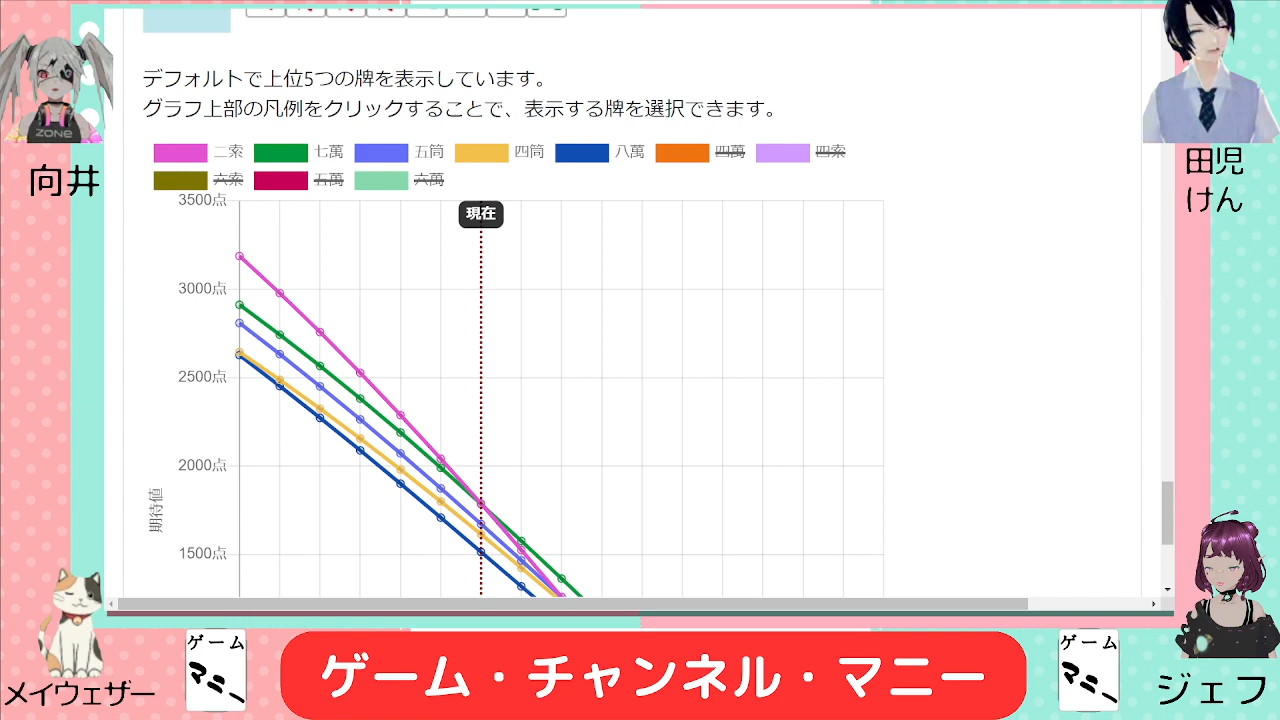 デフォルトで上位5つの牌を表示しています。
グラフ上部の凡例をクリックすることで、表示する牌を選択できます。
二索 七萬 五筒 四筒 八萬 四萬 四索
六索 五萬 六萬
3500点
現在
3000点
2500点
2000点
期待値
1500点
ZONE
向井
田児
けん
メイウェザー
ゲーム
マニー
ゲーム・チャンネル・マニー
ゲーム
マニー
ジェフ